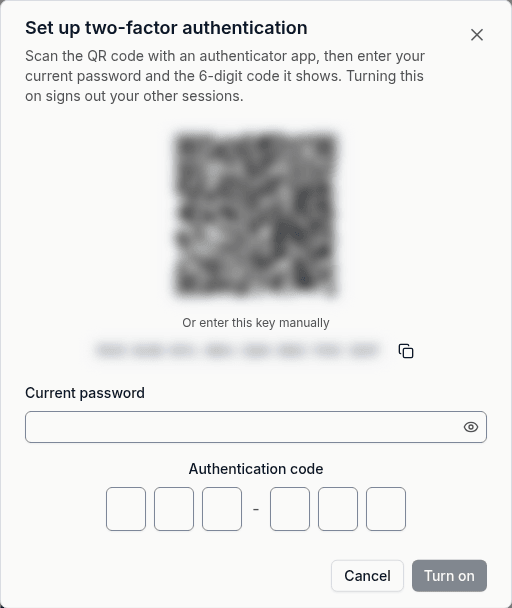 Set up two-factor authentication
Scan the QR code with an authenticator app, then enter your
current password and the 6-digit code it shows. Turning this
on signs out your other sessions.
Or enter this key manually
Current password
Authentication code
-
Cancel
Turn on